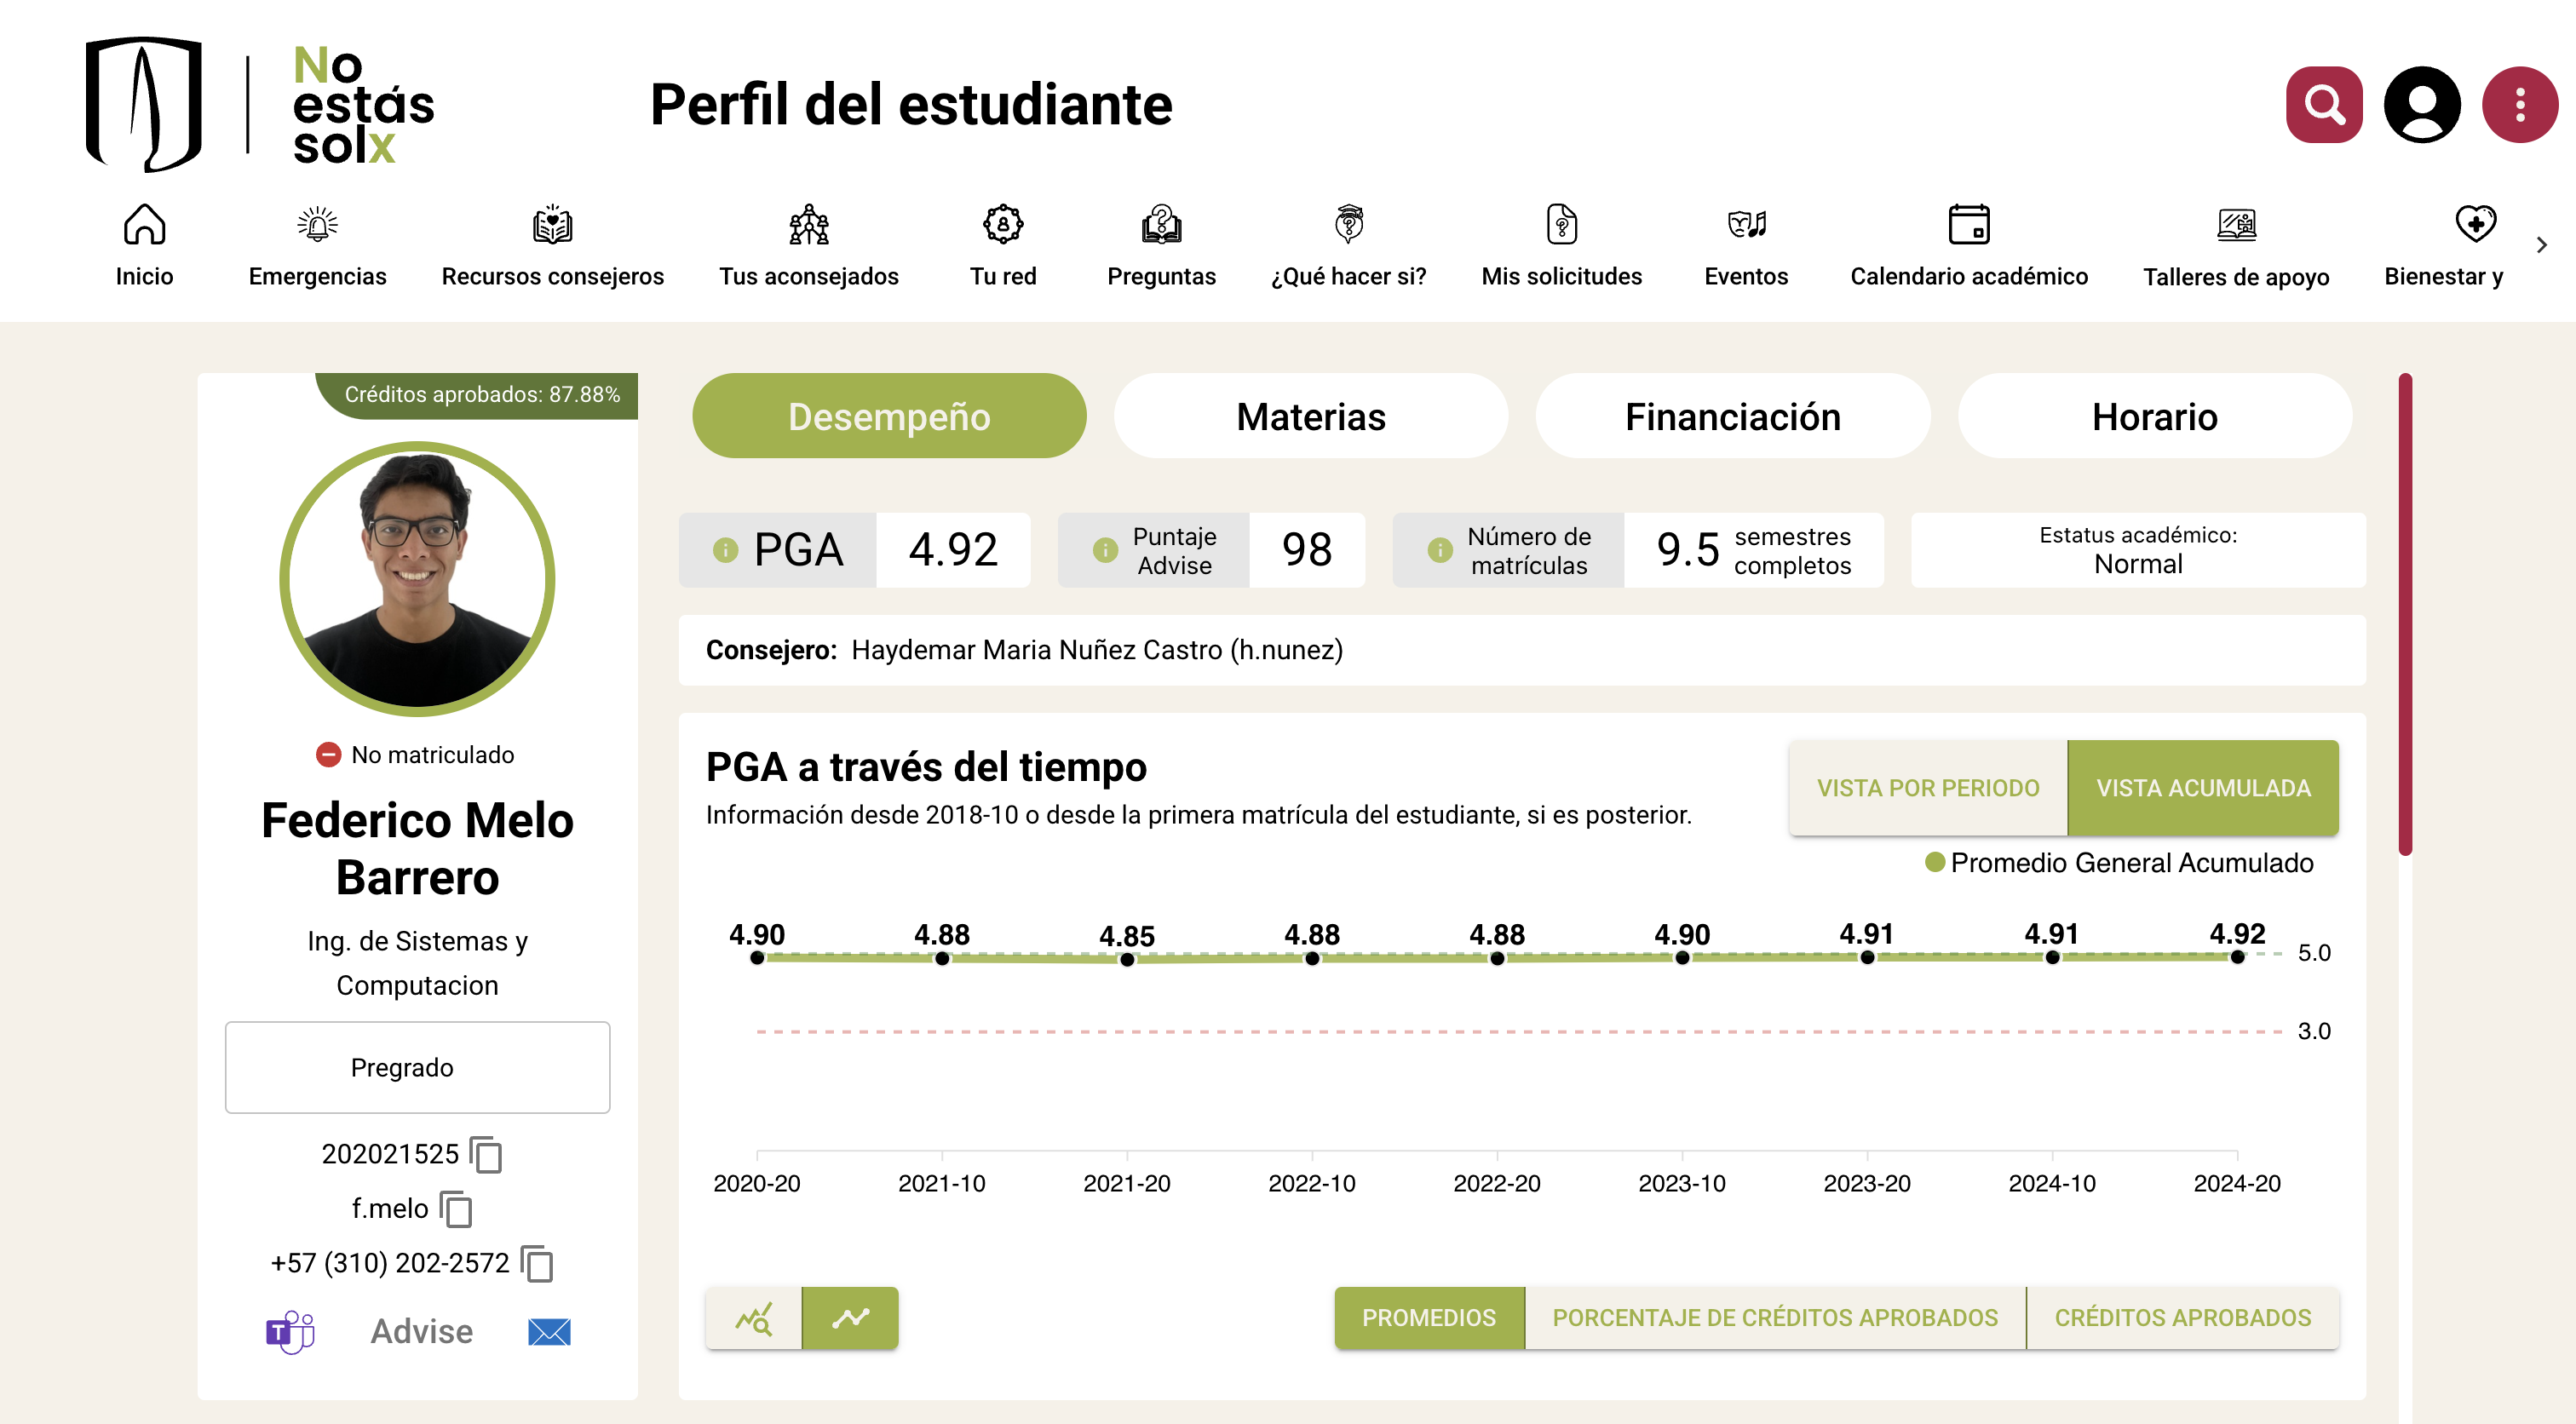 No
estás
solx
Perfil del estudiante
Inicio
Emergencias
Recursos consejeros
Tus aconsejados
Tu red
Preguntas
¿Qué hacer si?
Mis solicitudes
Eventos
Calendario académico
Talleres de apoyo
Bienestar y
Créditos aprobados: 87.88%
No matriculado
Federico Melo
Barrero
Ing. de Sistemas y
Computacion
Pregrado
202021525
f.melo
+57 (310) 202-2572
T
Advise
Desempeño
Materias
Financiación
Horario
PGA
4.92
Puntaje
Advise
98
Número de
matrículas
9.5
semestres
completos
Estatus académico:
Normal
Consejero: Haydemar Maria Nuñez Castro (h.nunez)
PGA a través del tiempo
Información desde 2018-10 o desde la primera matrícula del estudiante, si es posterior.
VISTA POR PERIODO
VISTA ACUMULADA
Promedio General Acumulado
4.90 4.88 4.85 4.88 4.88 4.90 4.91 4.91 4.92
5.0
3.0
2020-20 2021-10 2021-20 2022-10 2022-20 2023-10 2023-20 2024-10 2024-20
PROMEDIOS
PORCENTAJE DE CRÉDITOS APROBADOS
CRÉDITOS APROBADOS